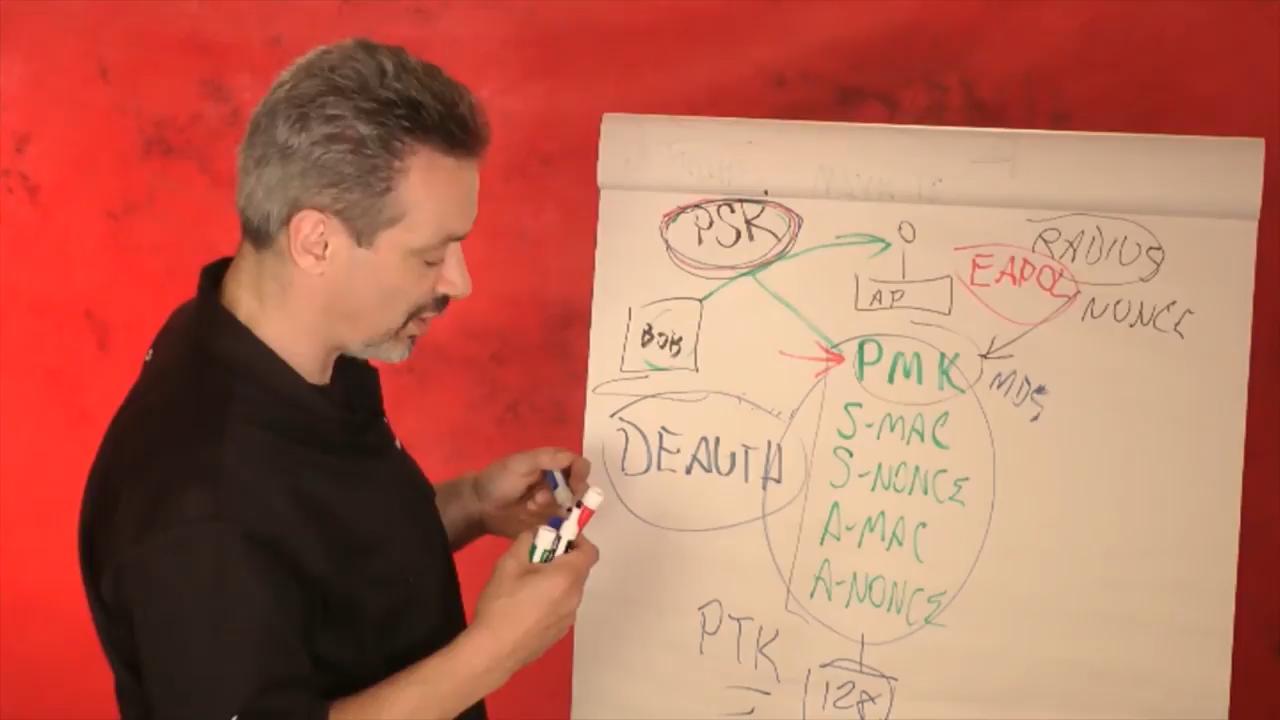 PSK
RADIUS
EAPOL
NONCE
AP
BOB
PMK
MD5
S-MAC
DEAUTH
S-NONCE
A-MAC
A-NONCE
PTK
=
128